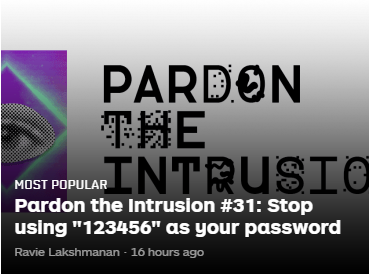 PARDON
THE
INTRUSIO
MOST POPULAR
Pardon the Intrusion #31: Stop
using "123456" as your password
Ravie Lakshmanan · 16 hours ago